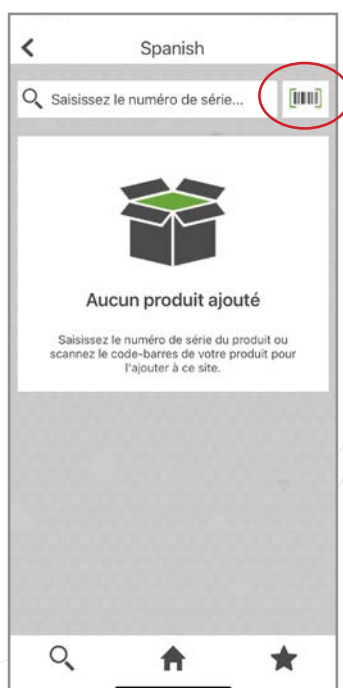 Spanish
Saisissez le numéro de série...
Aucun produit ajouté
Saisissez le numéro de série du produit ou
scannez le code-barres de votre produit pour
l'ajouter à ce site.